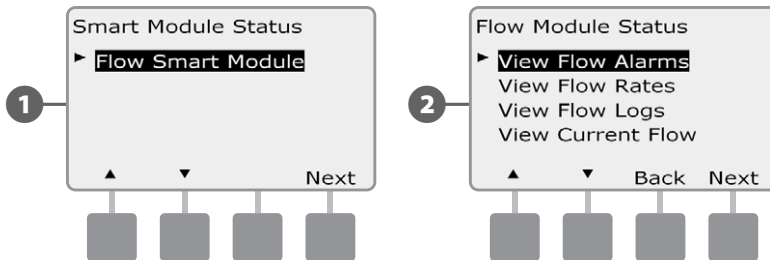 1
Smart Module Status
► Flow Smart Module
▲ ▼ Next
2
Flow Module Status
► View Flow Alarms
View Flow Rates
View Flow Logs
View Current Flow
▲ ▼ Back Next